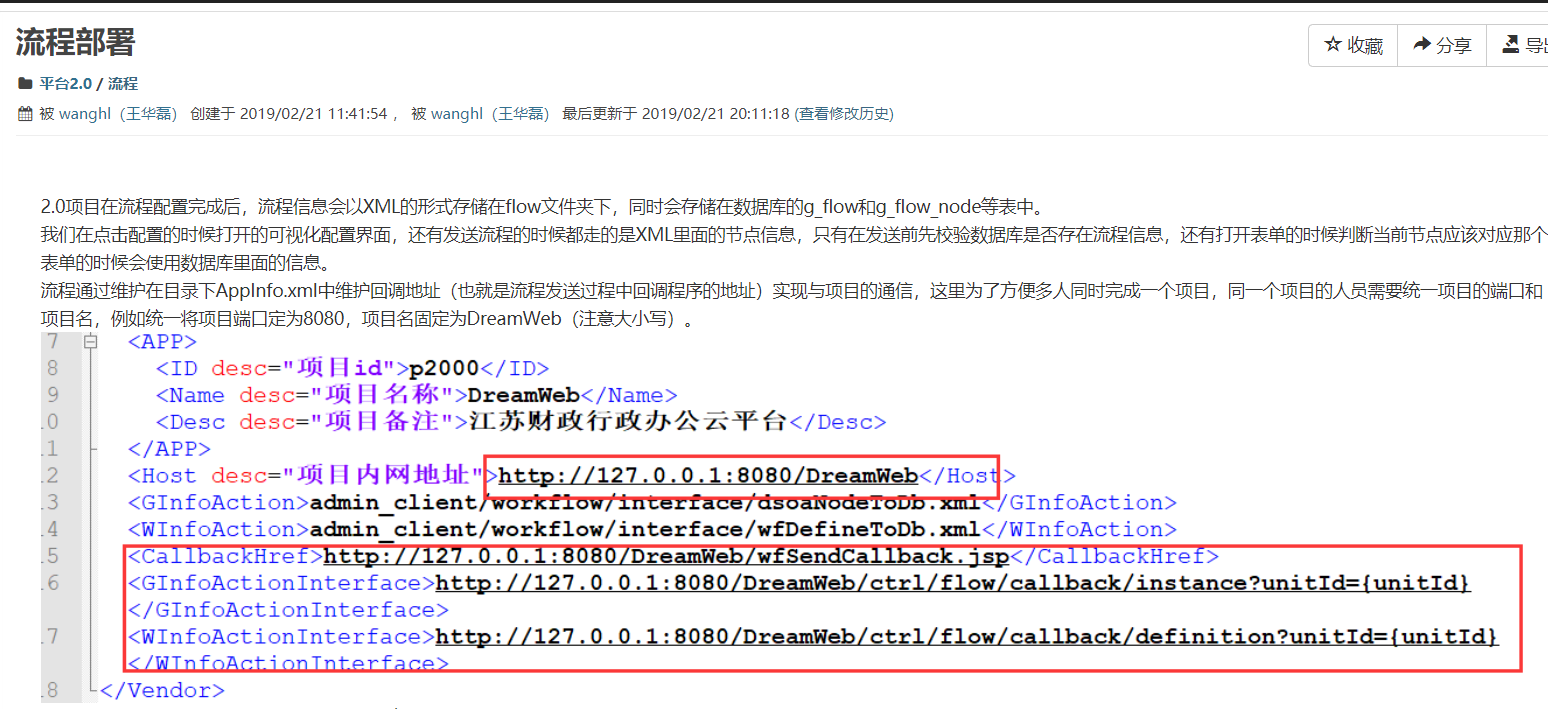 流程部署
收藏 分享 导出
平台2.0 / 流程
被 wanghl（王华磊） 创建于 2019/02/21 11:41:54 ， 被 wanghl（王华磊） 最后更新于 2019/02/21 20:11:18 (查看修改历史)
2.0项目在流程配置完成后，流程信息会以XML的形式存储在flow文件夹下，同时会存储在数据库的g_flow和g_flow_node等表中。
我们在点击配置的时候打开的可视化配置界面，还有发送流程的时候都走的是XML里面的节点信息，只有在发送前先校验数据库是否存在流程信息，还有打开表单的时候判断当前节点应该对应那个
表单的时候会使用数据库里面的信息。
流程通过维护在目录下AppInfo.xml中维护回调地址（也就是流程发送过程中回调程序的地址）实现与项目的通信，这里为了方便多人同时完成一个项目，同一个项目的人员需要统一项目的端口和
项目名，例如统一将项目端口定为8080，项目名固定为DreamWeb（注意大小写）。
7 <APP>
8 <ID desc="项目id">p2000</ID>
9 <Name desc="项目名称">DreamWeb</Name>
0 <Desc desc="项目备注">江苏财政行政办公云平台</Desc>
1 </APP>
2 <Host desc="项目内网地址">http://127.0.0.1:8080/DreamWeb</Host>
3 <GInfoAction>admin_client/workflow/interface/dsoaNodeToDb.xml</GInfoAction>
4 <WInfoAction>admin_client/workflow/interface/wfDefineToDb.xml</WInfoAction>
5 <CallbackHref>http://127.0.0.1:8080/DreamWeb/wfSendCallback.jsp</CallbackHref>
6 <GInfoActionInterface>http://127.0.0.1:8080/DreamWeb/ctrl/flow/callback/instance?unitId={unitId}
</GInfoActionInterface>
7 <WInfoActionInterface>http://127.0.0.1:8080/DreamWeb/ctrl/flow/callback/definition?unitId={unitId}
</WInfoActionInterface>
8 </Vendor>